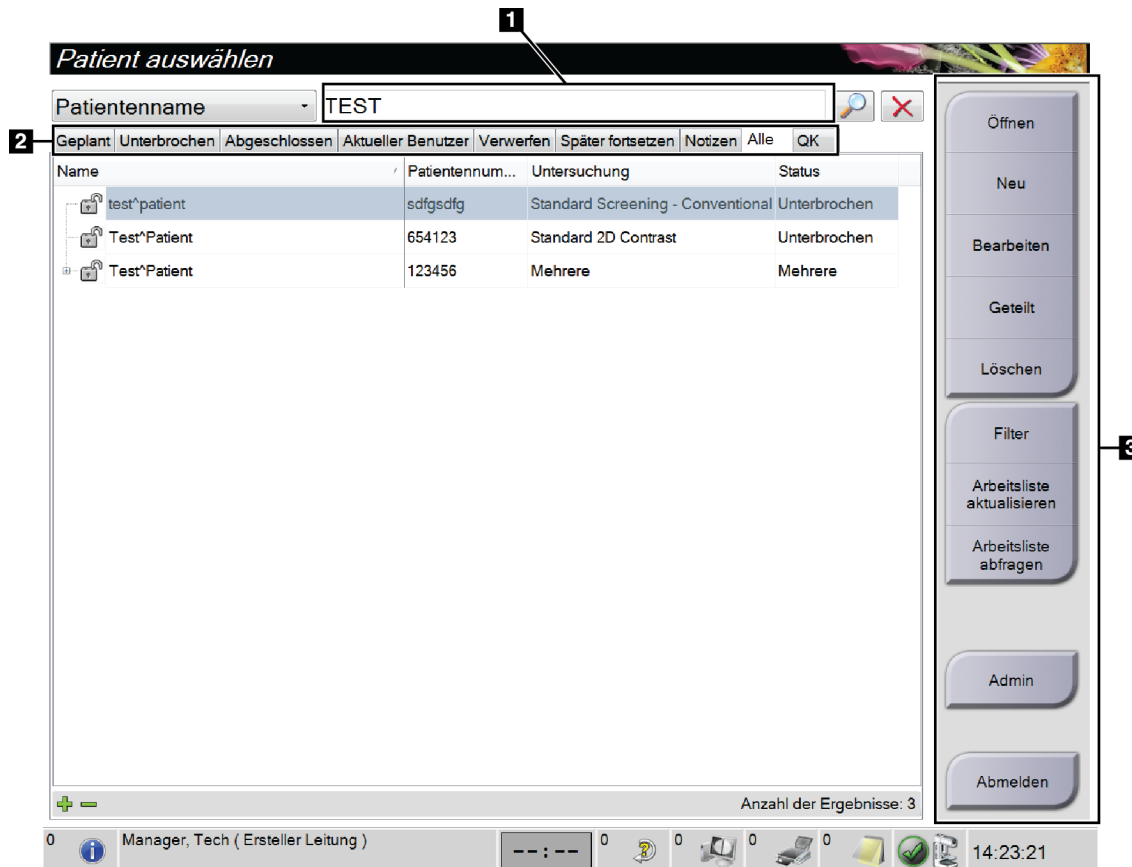 1
Patient auswählen
Patientenname TEST
2 Geplant Unterbrochen Abgeschlossen Aktueller Benutzer Verwerfen Später fortsetzen Notizen Alle QK
Name Patientennum... Untersuchung Status
test^patient sdfgsdfg Standard Screening - Conventional Unterbrochen
Test^Patient 654123 Standard 2D Contrast Unterbrochen
Test^Patient 123456 Mehrere Mehrere
Anzahl der Ergebnisse: 3
Öffnen
Neu
Bearbeiten
Geteilt
Löschen
Filter
3
Arbeitsliste
aktualisieren
Arbeitsliste
abfragen
Admin
Abmelden
0 Manager, Tech ( Ersteller Leitung ) --:-- 0 0 0 0 14:23:21